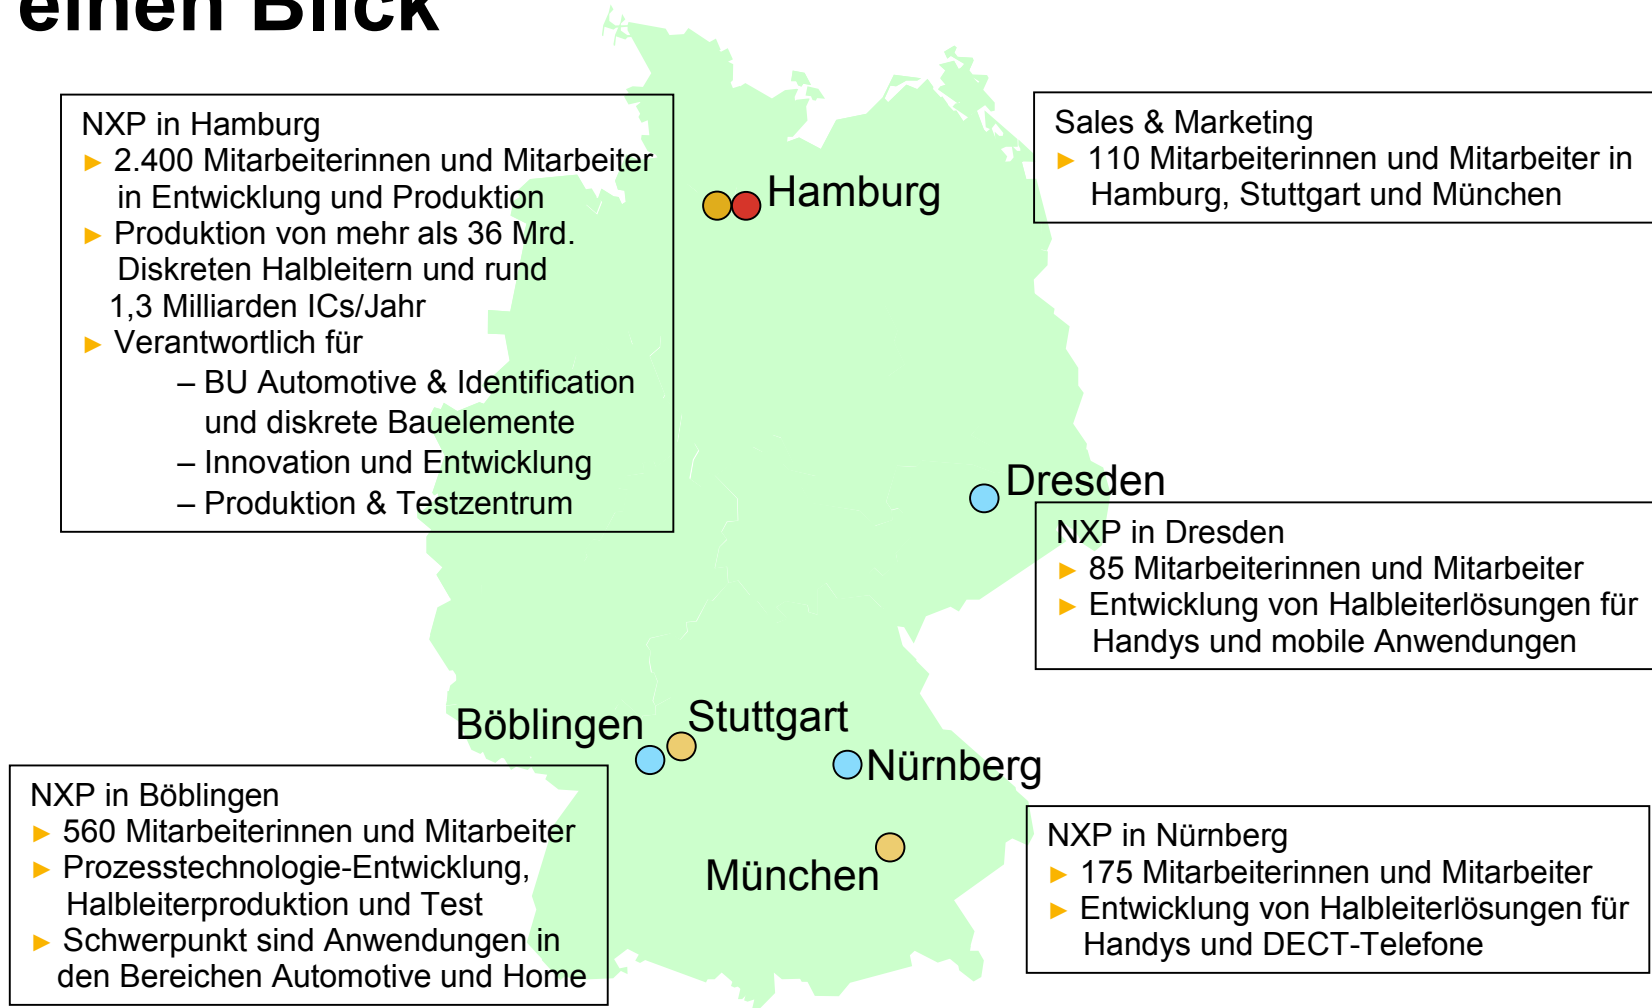 einen Blick
NXP in Hamburg
► 2.400 Mitarbeiterinnen und Mitarbeiter
in Entwicklung und Produktion
► Produktion von mehr als 36 Mrd.
Diskreten Halbleitern und rund
1,3 Milliarden ICs/Jahr
► Verantwortlich für
– BU Automotive & Identification
und diskrete Bauelemente
– Innovation und Entwicklung
– Produktion & Testzentrum
Hamburg
Sales & Marketing
► 110 Mitarbeiterinnen und Mitarbeiter in
Hamburg, Stuttgart und München
Dresden
NXP in Dresden
► 85 Mitarbeiterinnen und Mitarbeiter
► Entwicklung von Halbleiterlösungen für
Handys und mobile Anwendungen
Böblingen
Stuttgart
Nürnberg
München
NXP in Böblingen
► 560 Mitarbeiterinnen und Mitarbeiter
► Prozesstechnologie-Entwicklung,
Halbleiterproduktion und Test
► Schwerpunkt sind Anwendungen in
den Bereichen Automotive und Home
NXP in Nürnberg
► 175 Mitarbeiterinnen und Mitarbeiter
► Entwicklung von Halbleiterlösungen für
Handys und DECT-Telefone